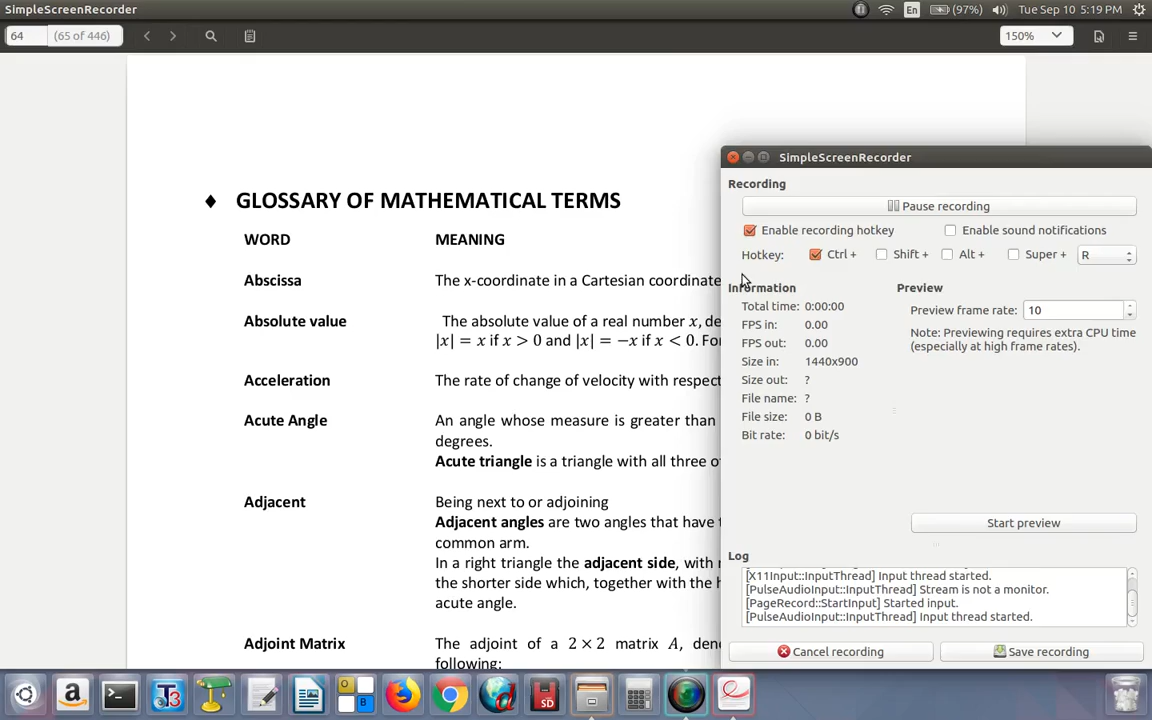 SimpleScreenRecorder
En
(97%)
Tue Sep 10 5:19 PM
64
(65 of 446)
150%
♦ GLOSSARY OF MATHEMATICAL TERMS
WORD MEANING
Abscissa The x-coordinate in a Cartesian coordinate
Absolute value The absolute value of a real number x, de
|x| = x if x > 0 and |x| = −x if x < 0. Fo
Acceleration The rate of change of velocity with respect
Acute Angle An angle whose measure is greater than
degrees.
Acute triangle is a triangle with all three o
Adjacent Being next to or adjoining
Adjacent angles are two angles that have
common arm.
In a right triangle the adjacent side, with
the shorter side which, together with the
acute angle.
Adjoint Matrix The adjoint of a 2 × 2 matrix A, den
following:
SimpleScreenRecorder
Recording
Pause recording
Enable recording hotkey
Enable sound notifications
Hotkey: Ctrl + Shift + Alt + Super + R
Information
Total time: 0:00:00
FPS in: 0.00
FPS out: 0.00
Size in: 1440x900
Size out: ?
File name: ?
File size: 0 B
Bit rate: 0 bit/s
Preview
Preview frame rate: 10
Note: Previewing requires extra CPU time
(especially at high frame rates).
Start preview
Log
[X11Input::InputThread] Input thread started.
[PulseAudioInput::InputThread] Stream is not a monitor.
[PageRecord::StartInput] Started input.
[PulseAudioInput::InputThread] Input thread started.
Cancel recording
Save recording
a
T3
O
B
SD